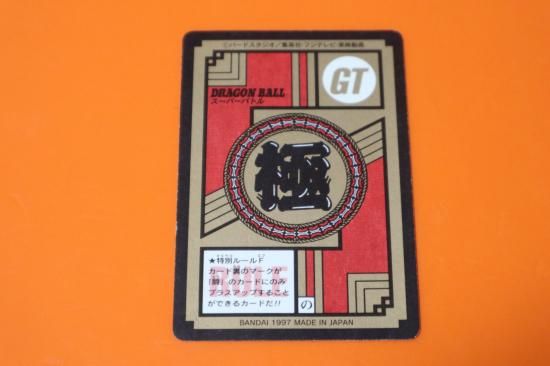 ©バードスタジオ／集英社・フジテレビ・東映動画
GT
DRAGON BALL
スーパーバトル
極
★特別ルールF
カード裏のマークが
「闘」のカードにのみ
プラスアップすること
ができるカードだ!!
の
BANDAI 1997 MADE IN JAPAN